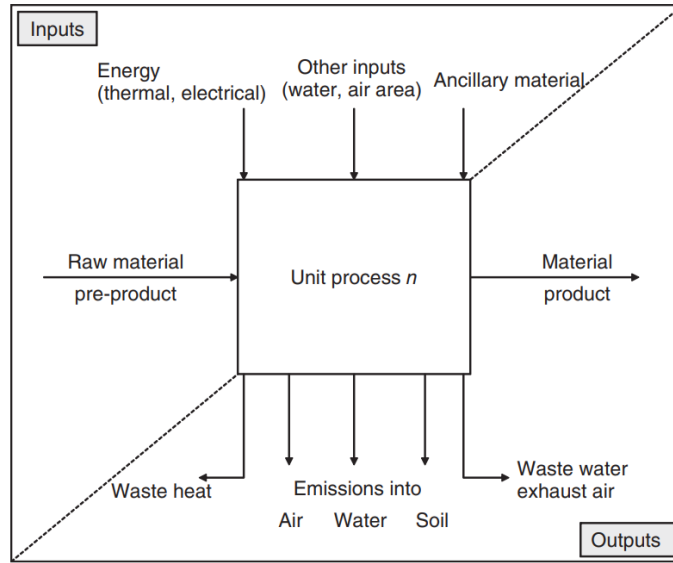 Inputs
Energy
(thermal, electrical)
Other inputs
(water, air area)
Ancillary material
Raw material
pre-product
Unit process n
Material
product
Waste heat
Emissions into
Air Water Soil
Waste water
exhaust air
Outputs